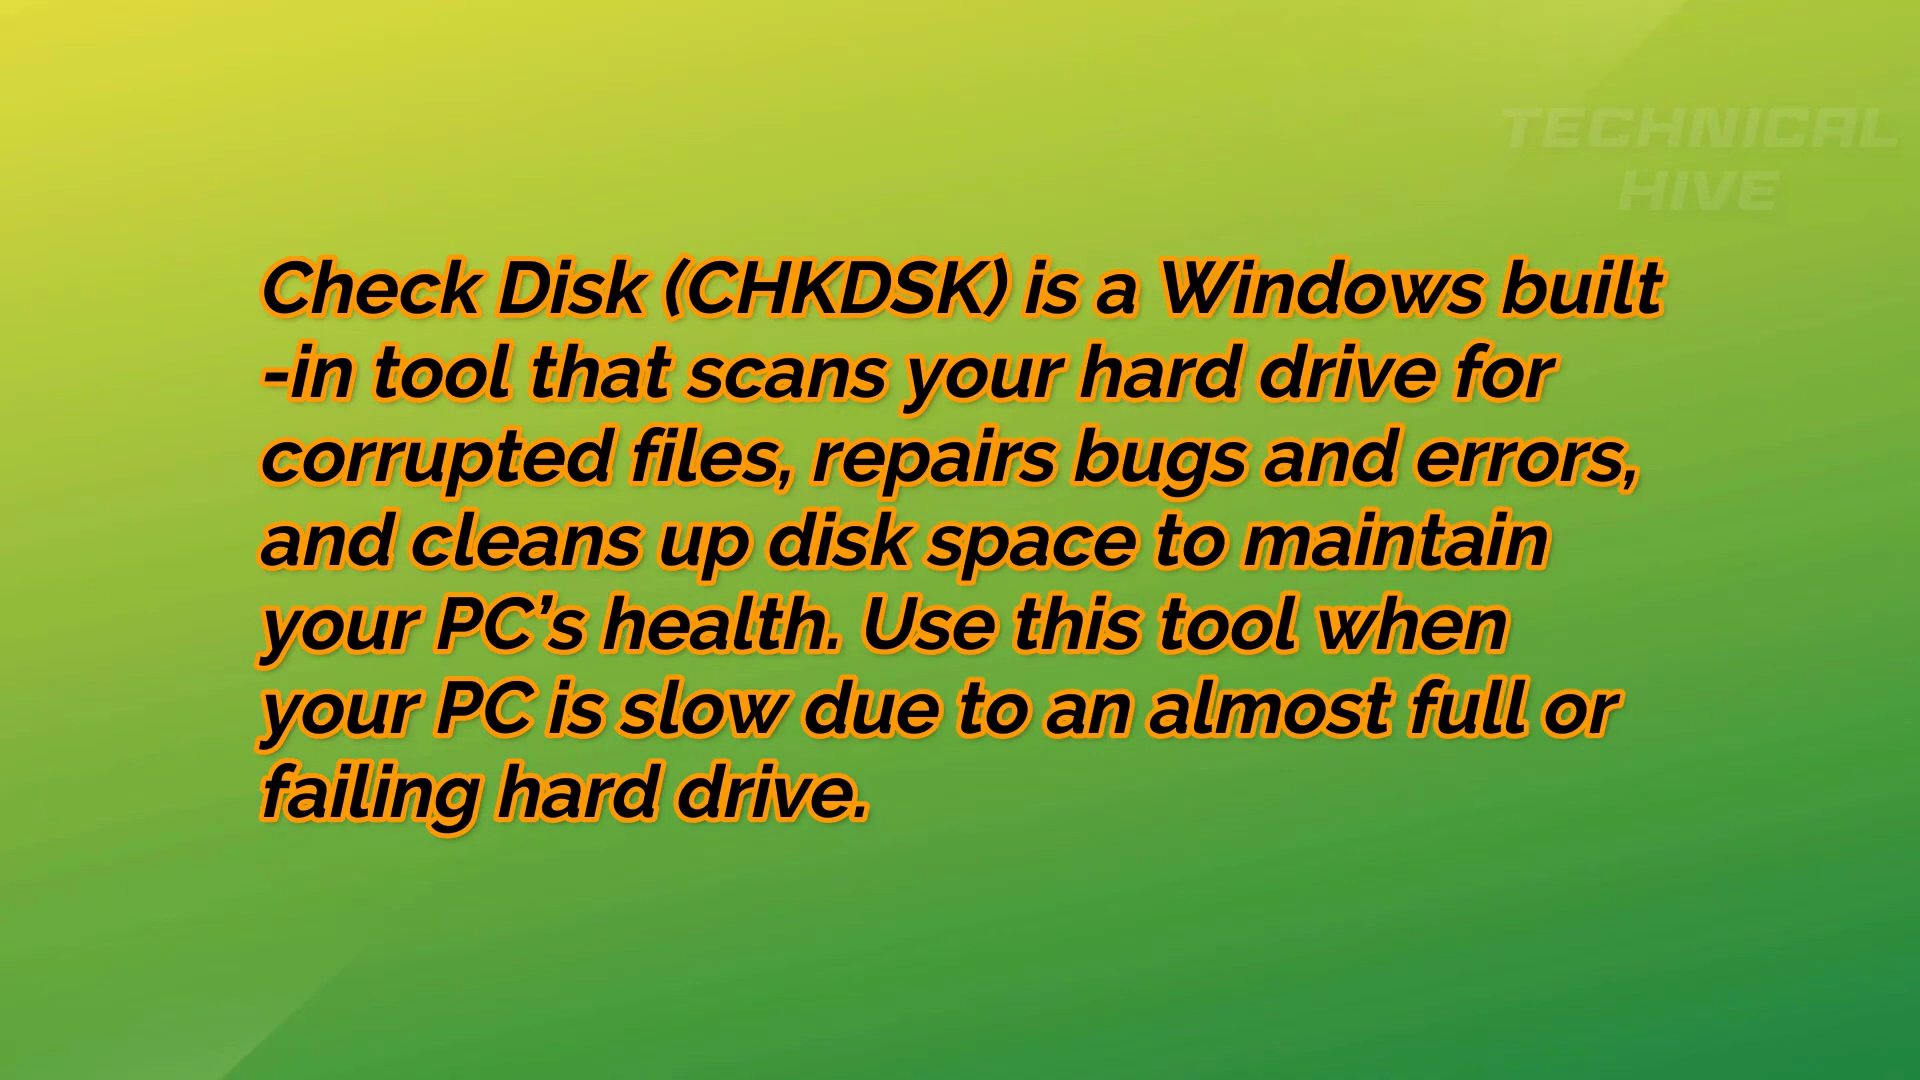 TECHNICAL
HIVE
Check Disk (CHKDSK) is a Windows built
-in tool that scans your hard drive for
corrupted files, repairs bugs and errors,
and cleans up disk space to maintain
your PC’s health. Use this tool when
your PC is slow due to an almost full or
failing hard drive.